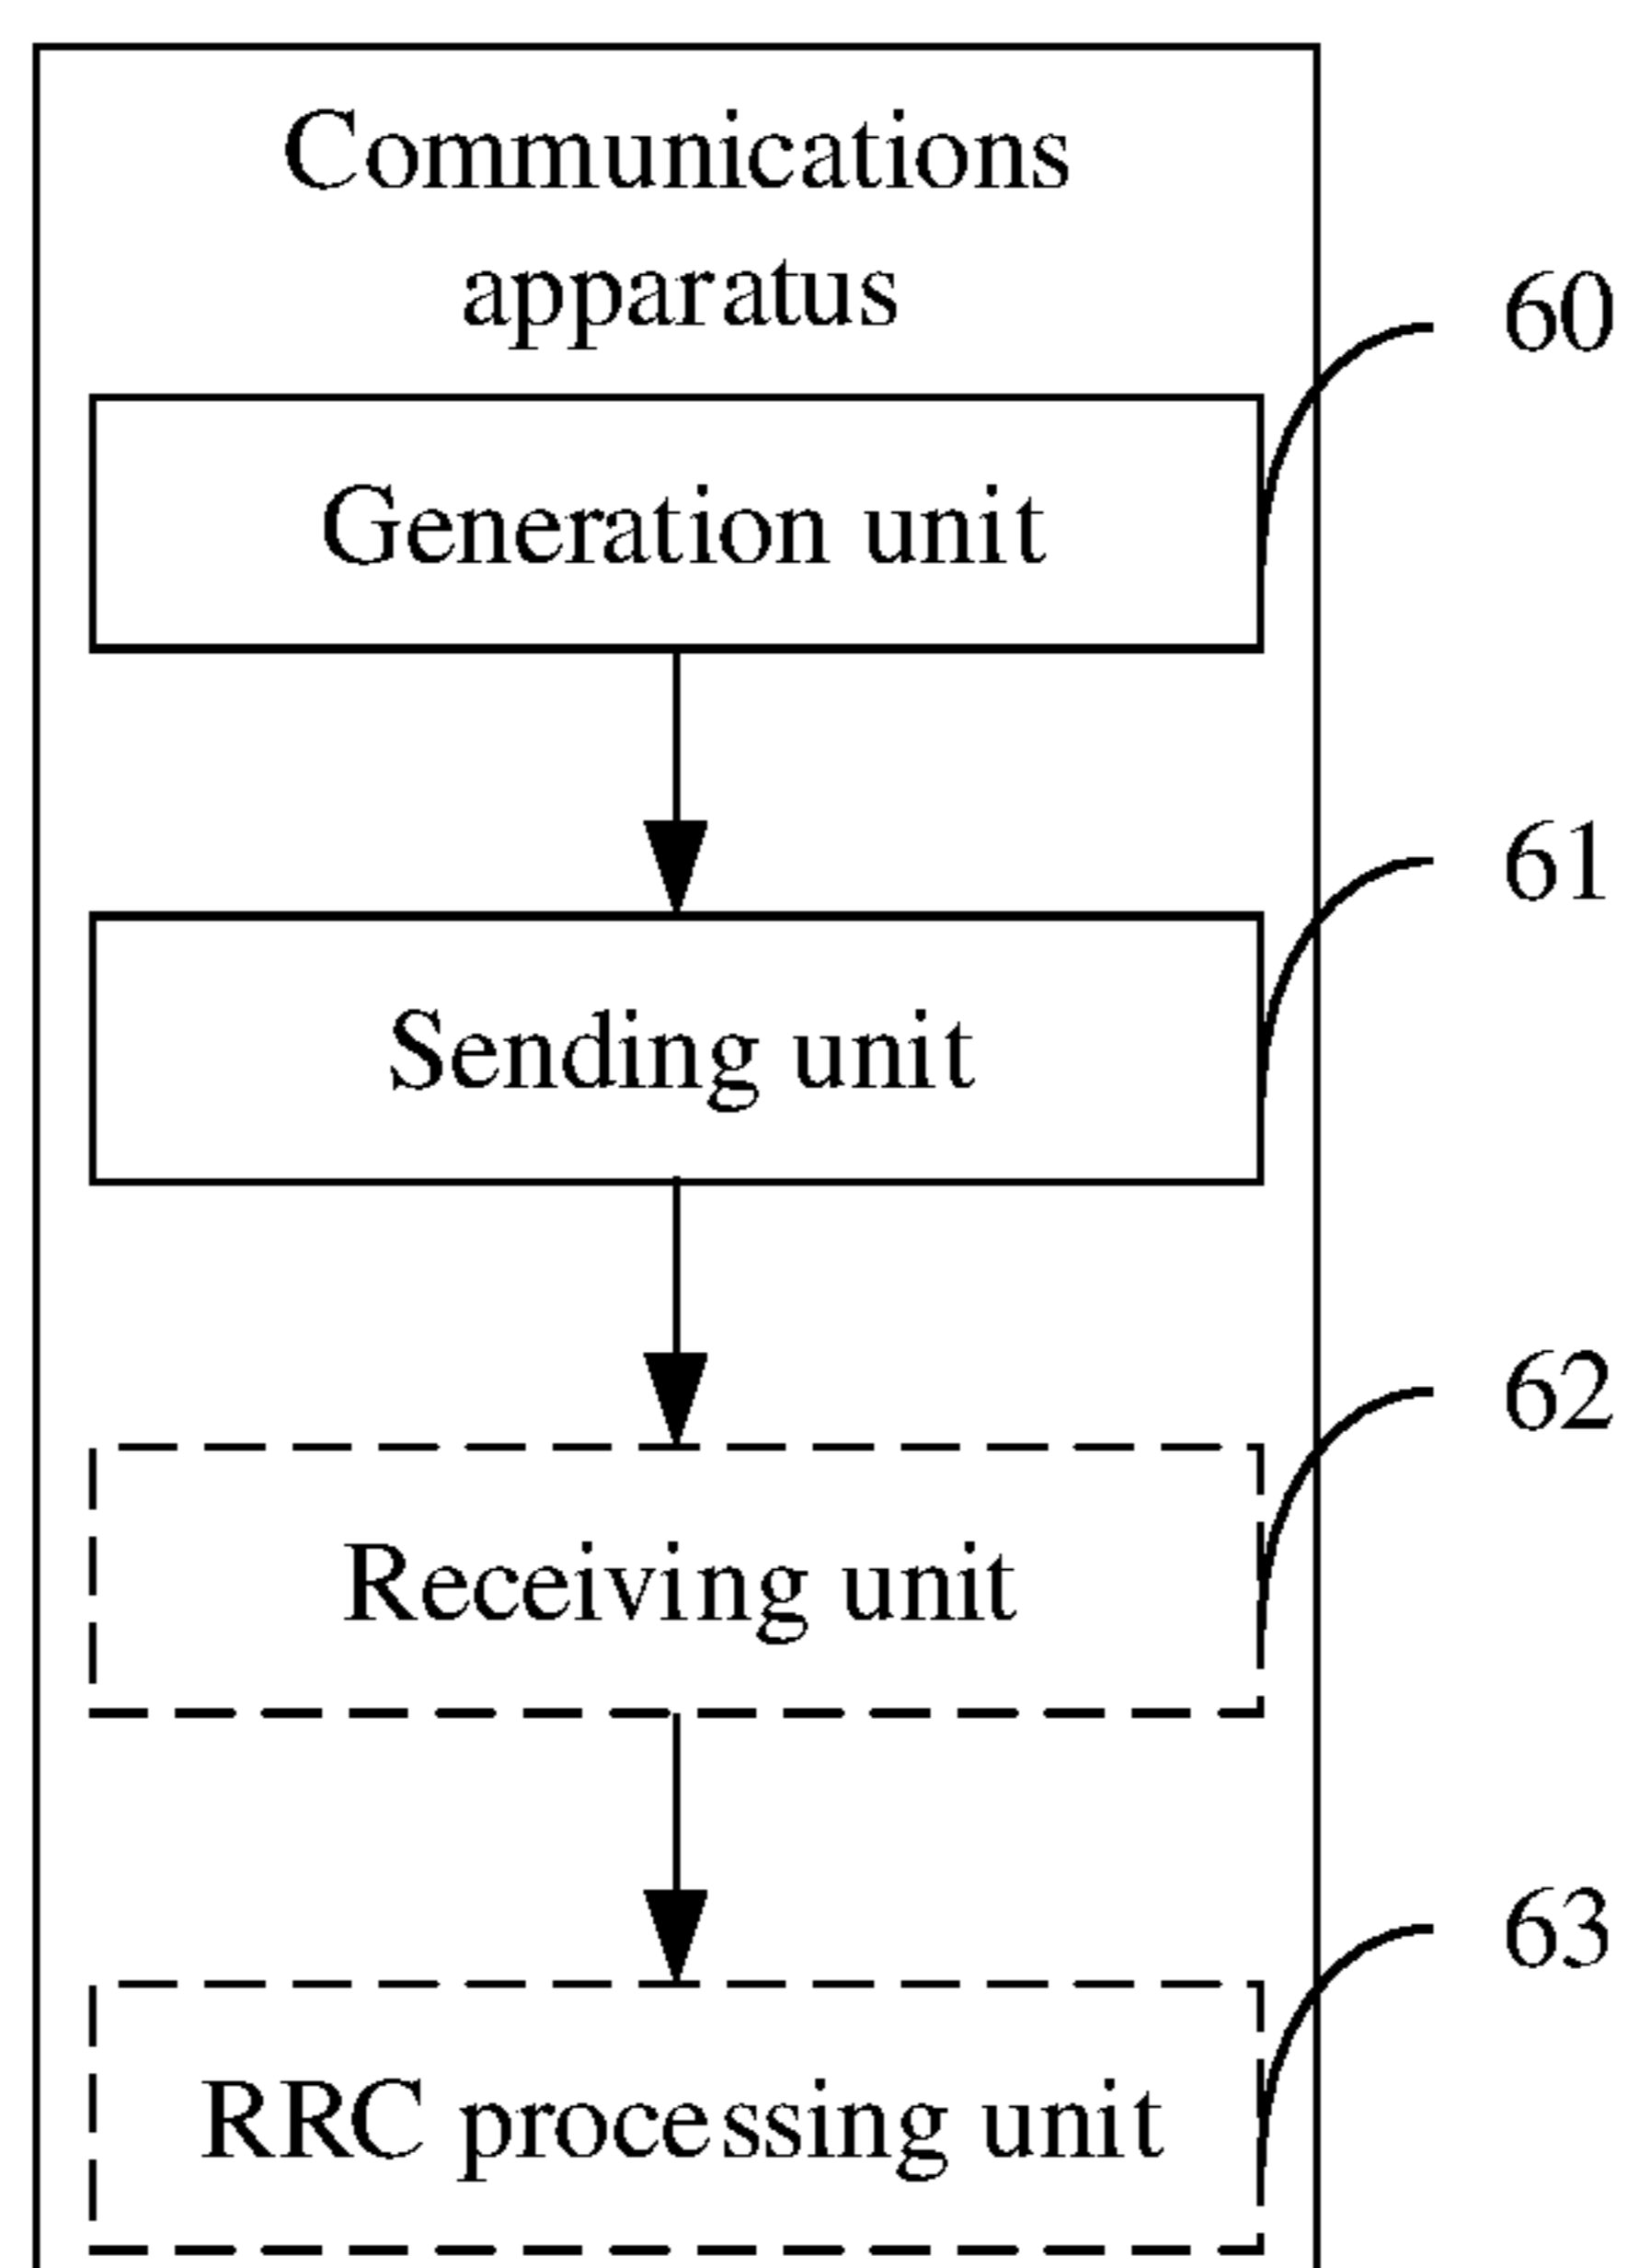 Communications
apparatus
60
Generation unit
61
Sending unit
62
Receiving unit
63
RRC processing unit